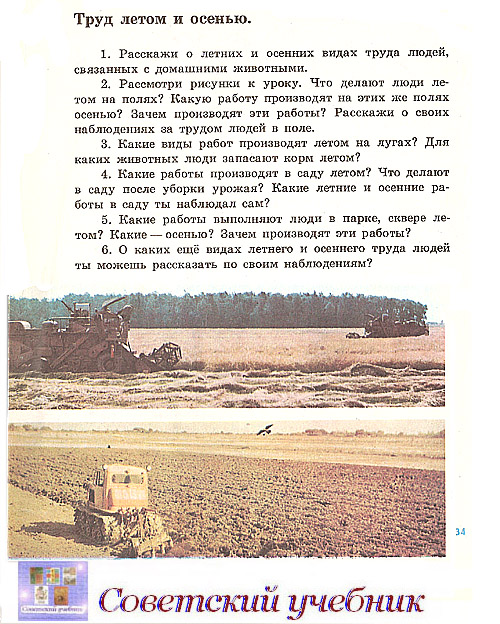 Труд летом и осенью.
1. Расскажи о летних и осенних видах труда людей,
связанных с домашними животными.
2. Рассмотри рисунки к уроку. Что делают люди ле-
том на полях? Какую работу производят на этих же полях
осенью? Зачем производят эти работы? Расскажи о своих
наблюдениях за трудом людей в поле.
3. Какие виды работ производят летом на лугах? Для
каких животных люди запасают корм летом?
4. Какие работы производят в саду летом? Что делают
в саду после уборки урожая? Какие летние и осенние ра-
боты в саду ты наблюдал сам?
5. Какие работы выполняют люди в парке, сквере ле-
том? Какие — осенью? Зачем производят эти работы?
6. О каких ещё видах летнего и осеннего труда людей
ты можешь рассказать по своим наблюдениям?
34
Советский учебник
Советский учебник